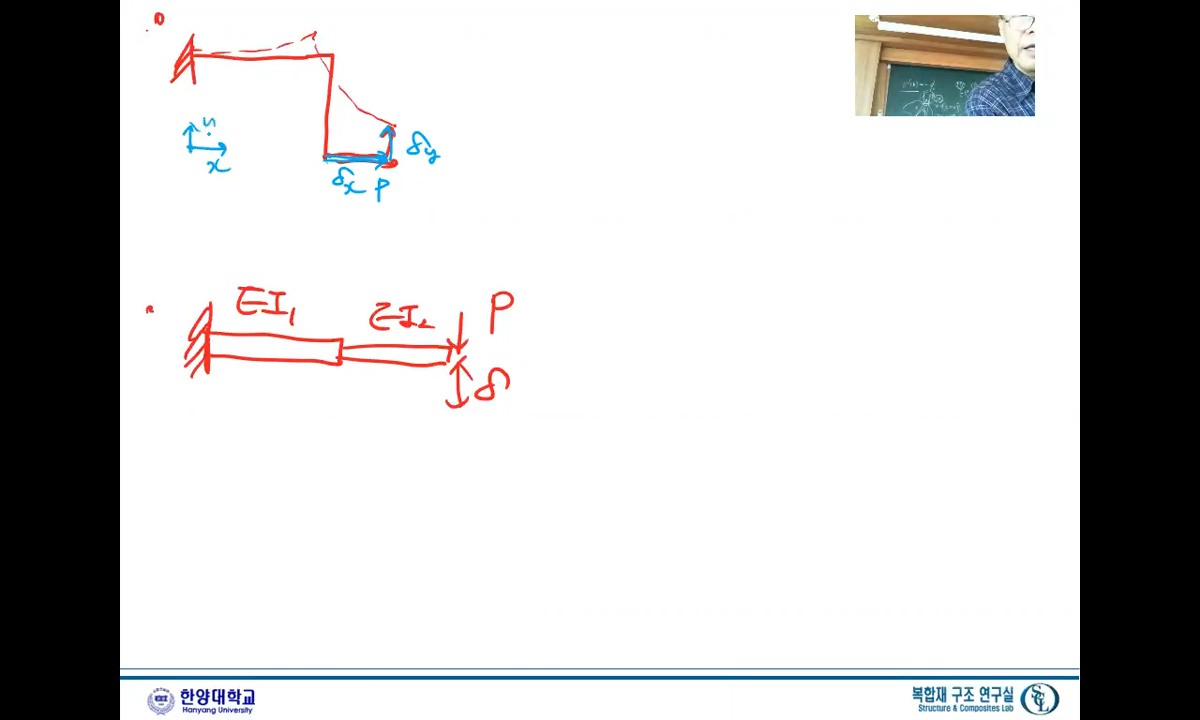 y
x
δy
δx P
EI₁
EI₂
P
δ
한양대학교
Hanyang University
복합재 구조 연구실
Structure & Composites Lab